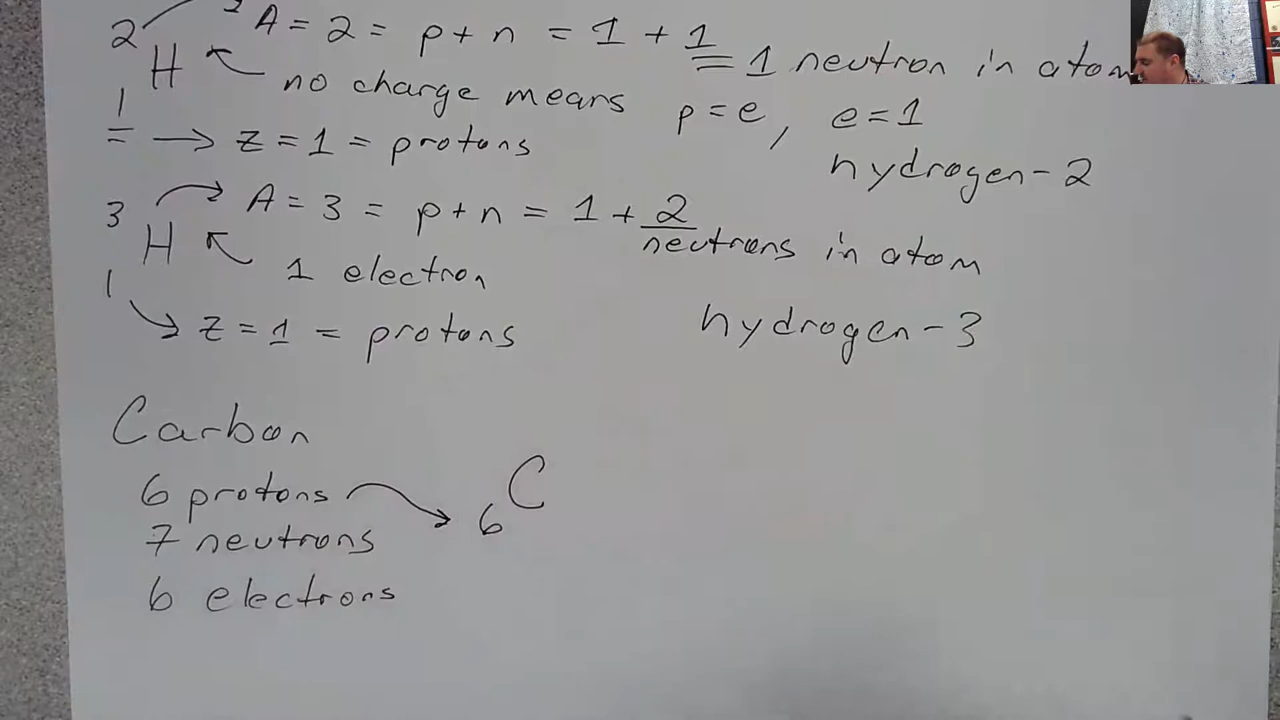 2 A = 2 = p + n = 1 + 1
H no charge means = 1 neutron in atom
p = e, e = 1
1 → z = 1 = protons
hydrogen-2
3 A = 3 = p + n = 1 + 2
H neutrons in atom
1 1 electron
z = 1 = protons hydrogen-3
Carbon
6 protons 6 C
7 neutrons
6 electrons